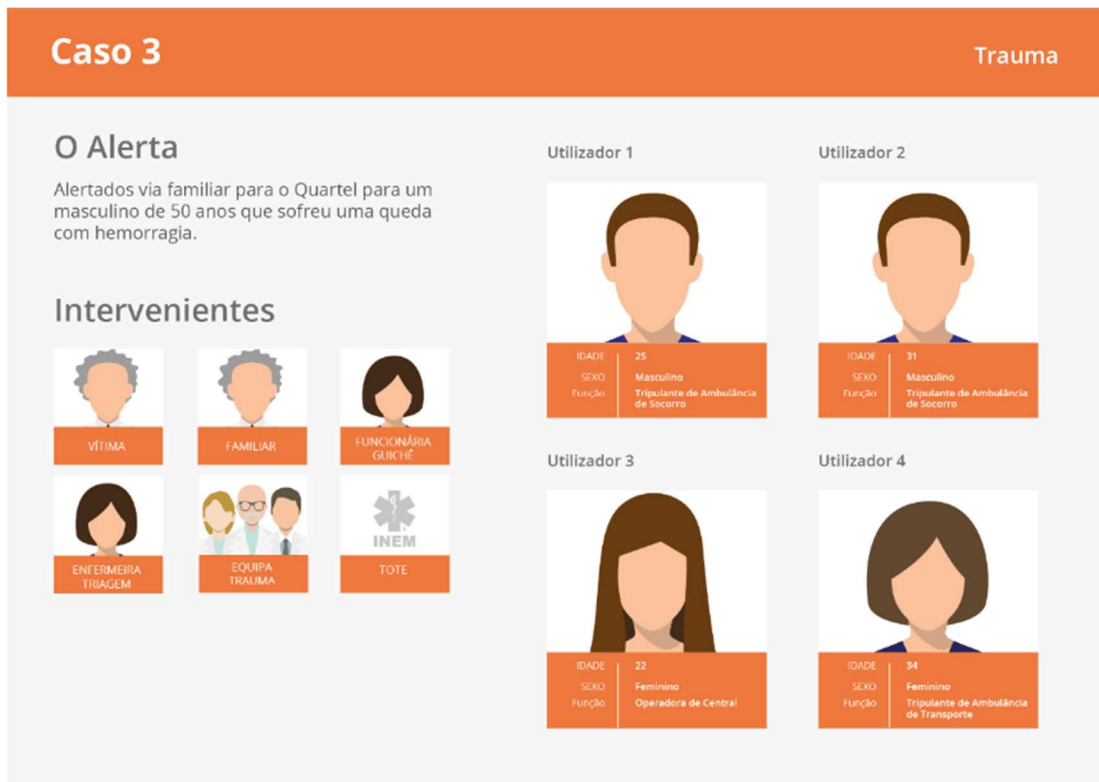 Caso 3
Trauma
O Alerta
Alertados via familiar para o Quartel para um
masculino de 50 anos que sofreu uma queda
com hemorragia.
Intervenientes
VÍTIMA
FAMILIAR
FUNCIONÁRIA
GUICHÊ
ENFERMEIRA
TRIAGEM
EQUIPA
TRAUMA
INEM
TOTE
Utilizador 1
IDADE 25
SEXO Masculino
Função Tripulante de Ambulância
de Socorro
Utilizador 2
IDADE 31
SEXO Masculino
Função Tripulante de Ambulância
de Socorro
Utilizador 3
IDADE 22
SEXO Feminino
Função Operadora de Central
Utilizador 4
IDADE 34
SEXO Feminino
Função Tripulante de Ambulância
de Transporte